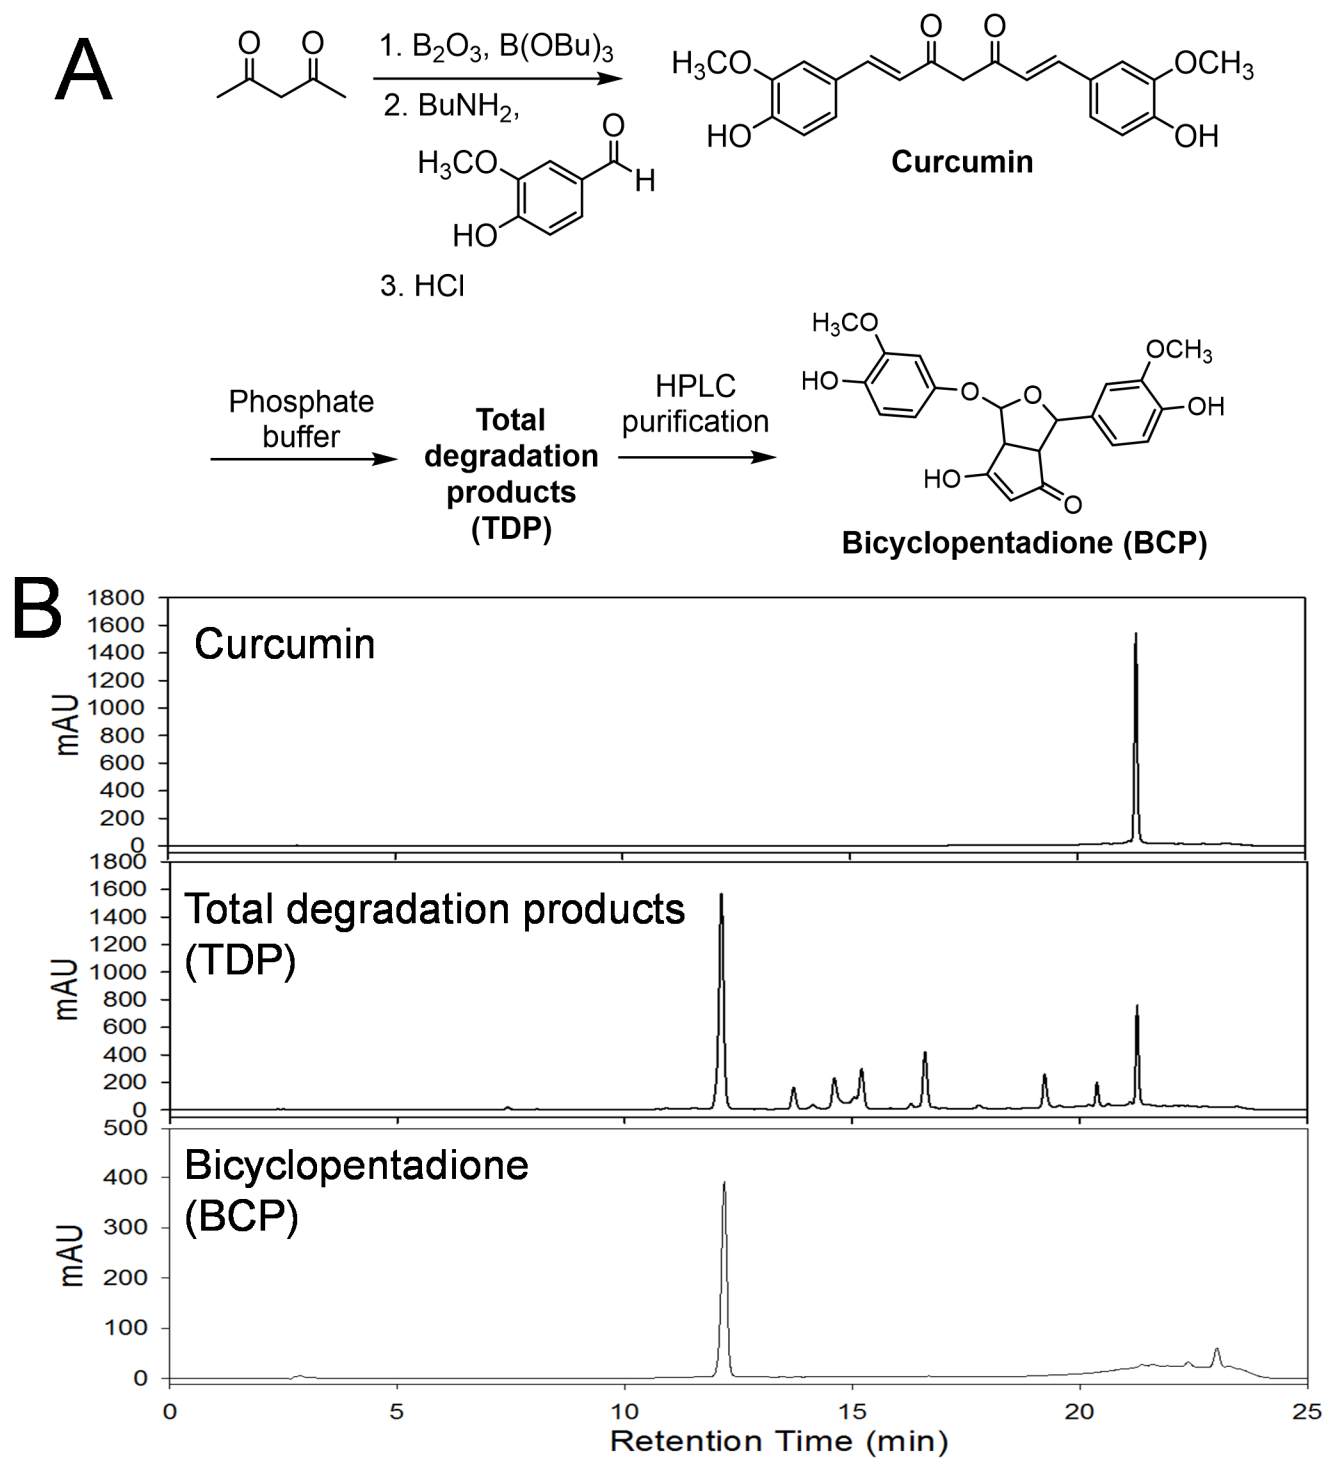 A
O O
1. B₂O₃, B(OBu)₃
2. BuNH₂,
O
H₃CO
H
HO
3. HCl
O O
H₃CO
OCH₃
HO
OH
Curcumin
Phosphate
buffer
Total
degradation
products
(TDP)
HPLC
purification
H₃CO
HO
O
O
OCH₃
OH
HO
O
Bicyclopentadione (BCP)
B
1800
1600
1400
1200
1000
800
600
400
200
0
mAU
Curcumin
1800
1600
1400
1200
1000
800
600
400
200
0
mAU
Total degradation products
(TDP)
500
400
300
200
100
0
mAU
Bicyclopentadione
(BCP)
0 5 10 15 20 25
Retention Time (min)